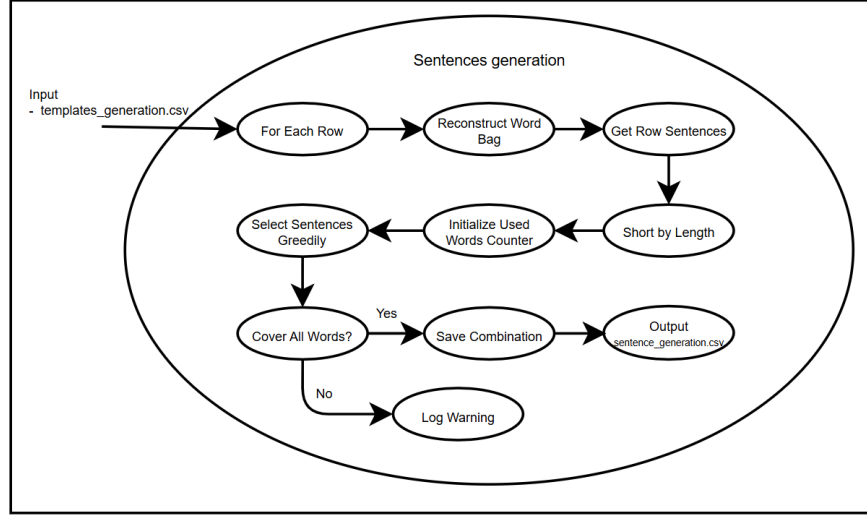 Sentences generation
Input
- templates_generation.csv
For Each Row
Reconstruct Word
Bag
Get Row Sentences
Select Sentences
Greedily
Initialize Used
Words Counter
Short by Length
Cover All Words?
Yes
Save Combination
Output
sentence_generation.csv
No
Log Warning